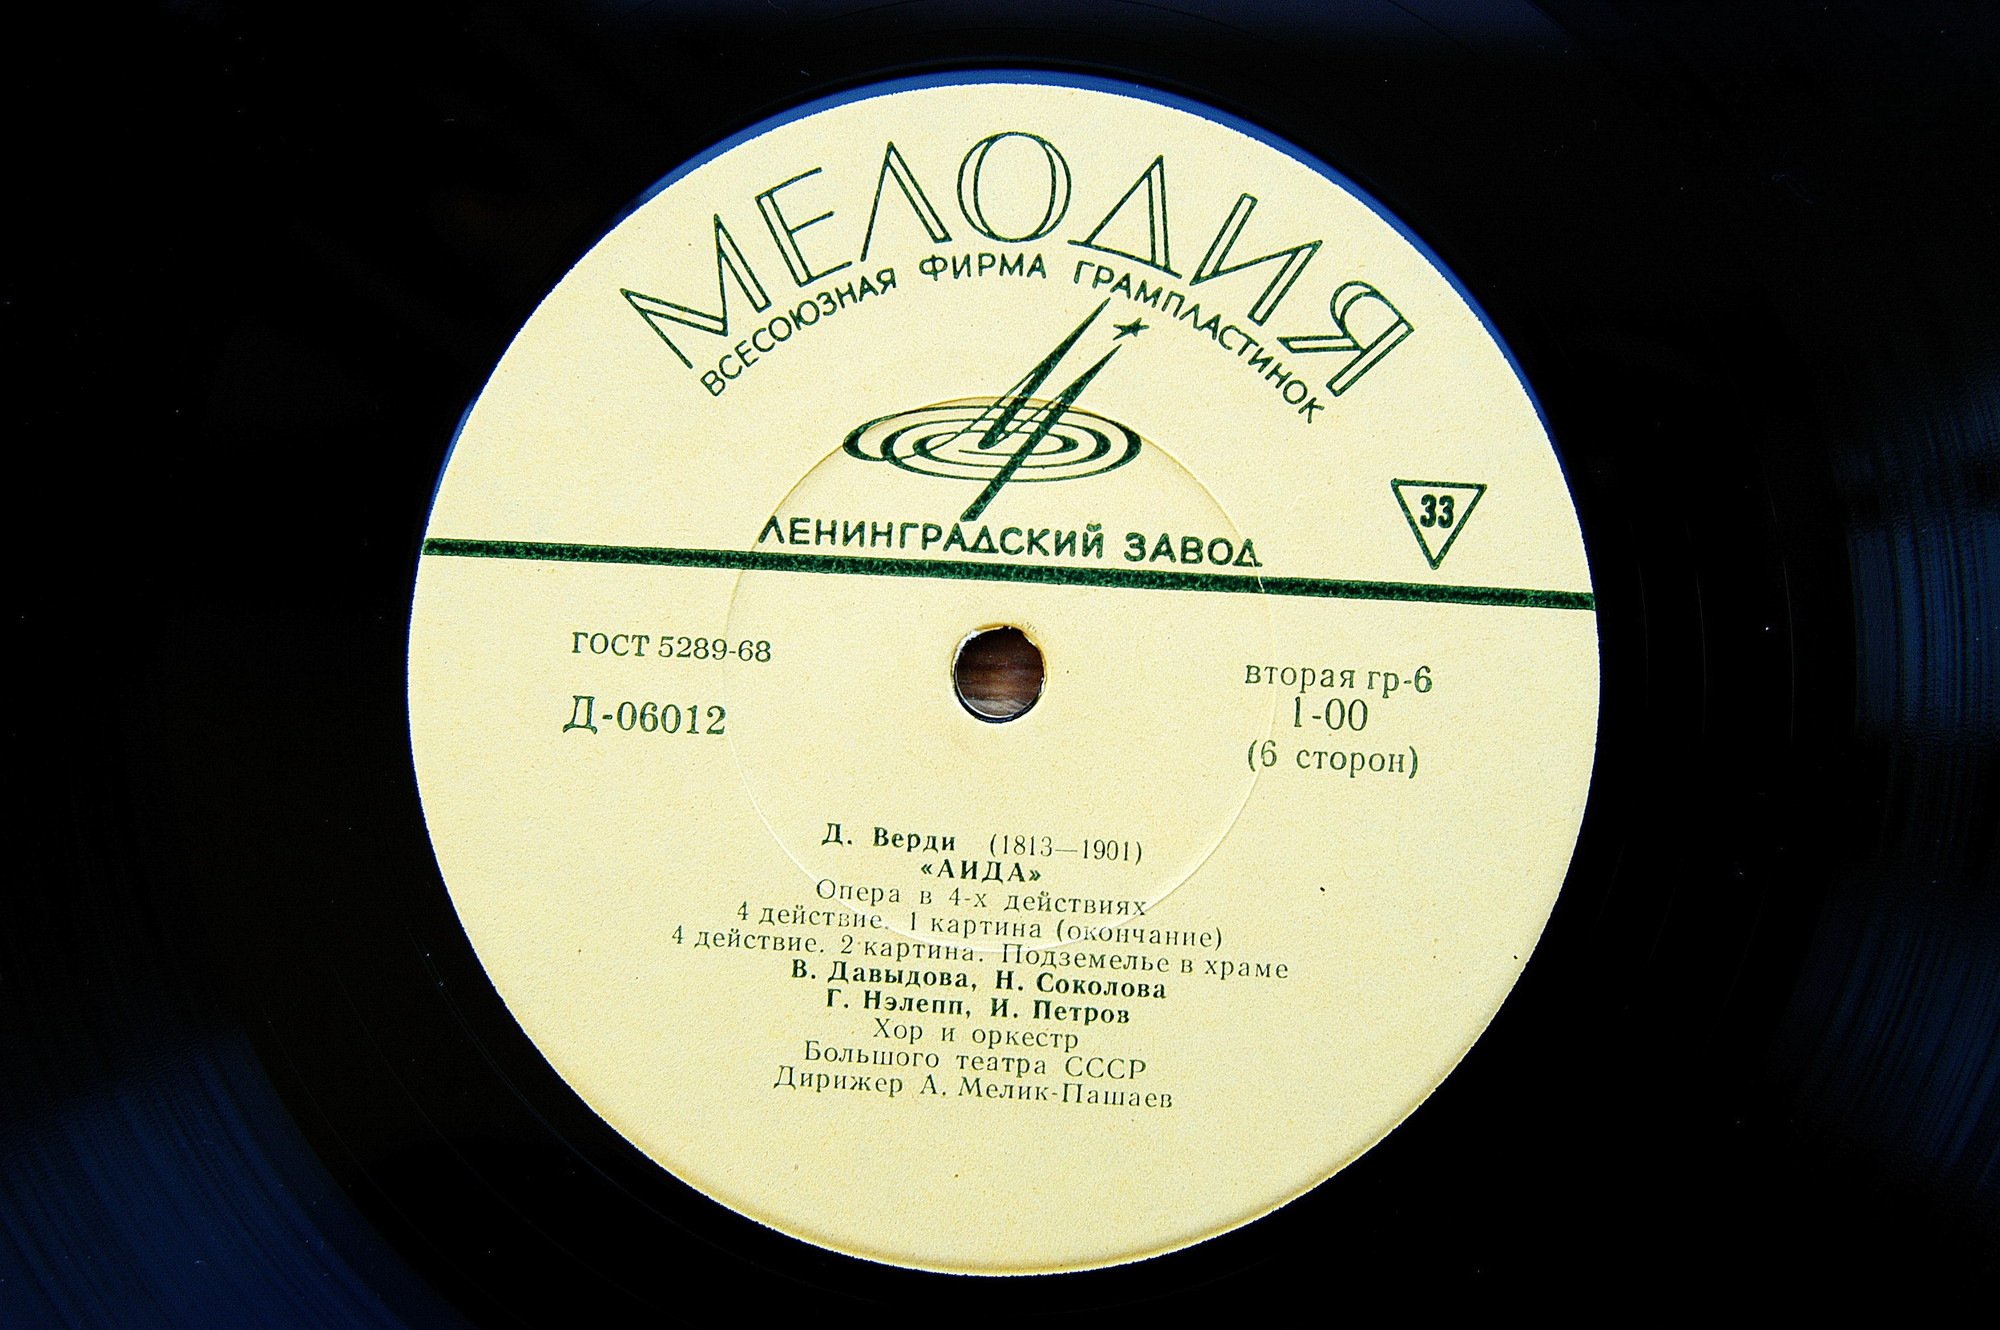 МЕЛОДИЯ
ВСЕСОЮЗНАЯ ФИРМА ГРАМПЛАСТИНОК
33
ЛЕНИНГРАДСКИЙ ЗАВОД
ГОСТ 5289-68
Д-06012
вторая гр-6
1-00
(6 сторон)
Д. Верди (1813—1901)
«АИДА»
Опера в 4-х действиях
4 действие. 1 картина (окончание)
4 действие. 2 картина. Подземелье в храме
В. Давыдова, Н. Соколова
Г. Нэлепп, И. Петров
Хор и оркестр
Большого театра СССР
Дирижер А. Мелик-Пашаев